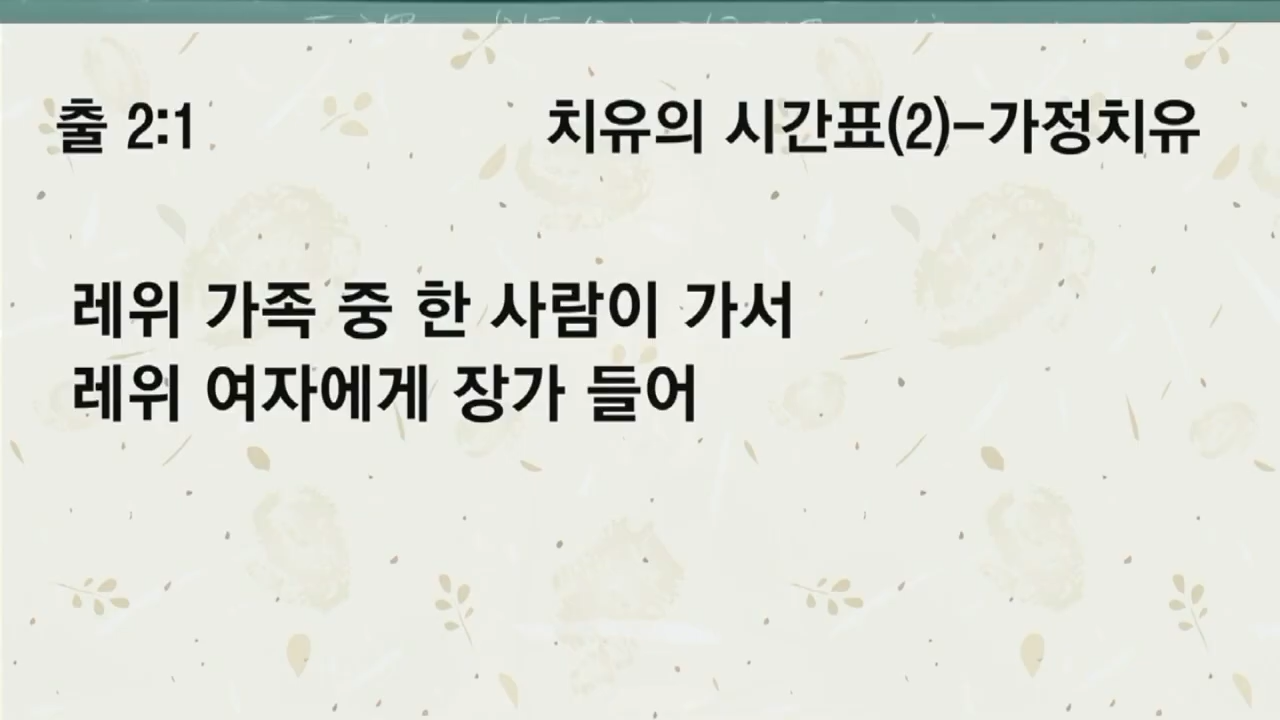 출 2:1 치유의 시간표(2)-가정치유
레위 가족 중 한 사람이 가서
레위 여자에게 장가 들어